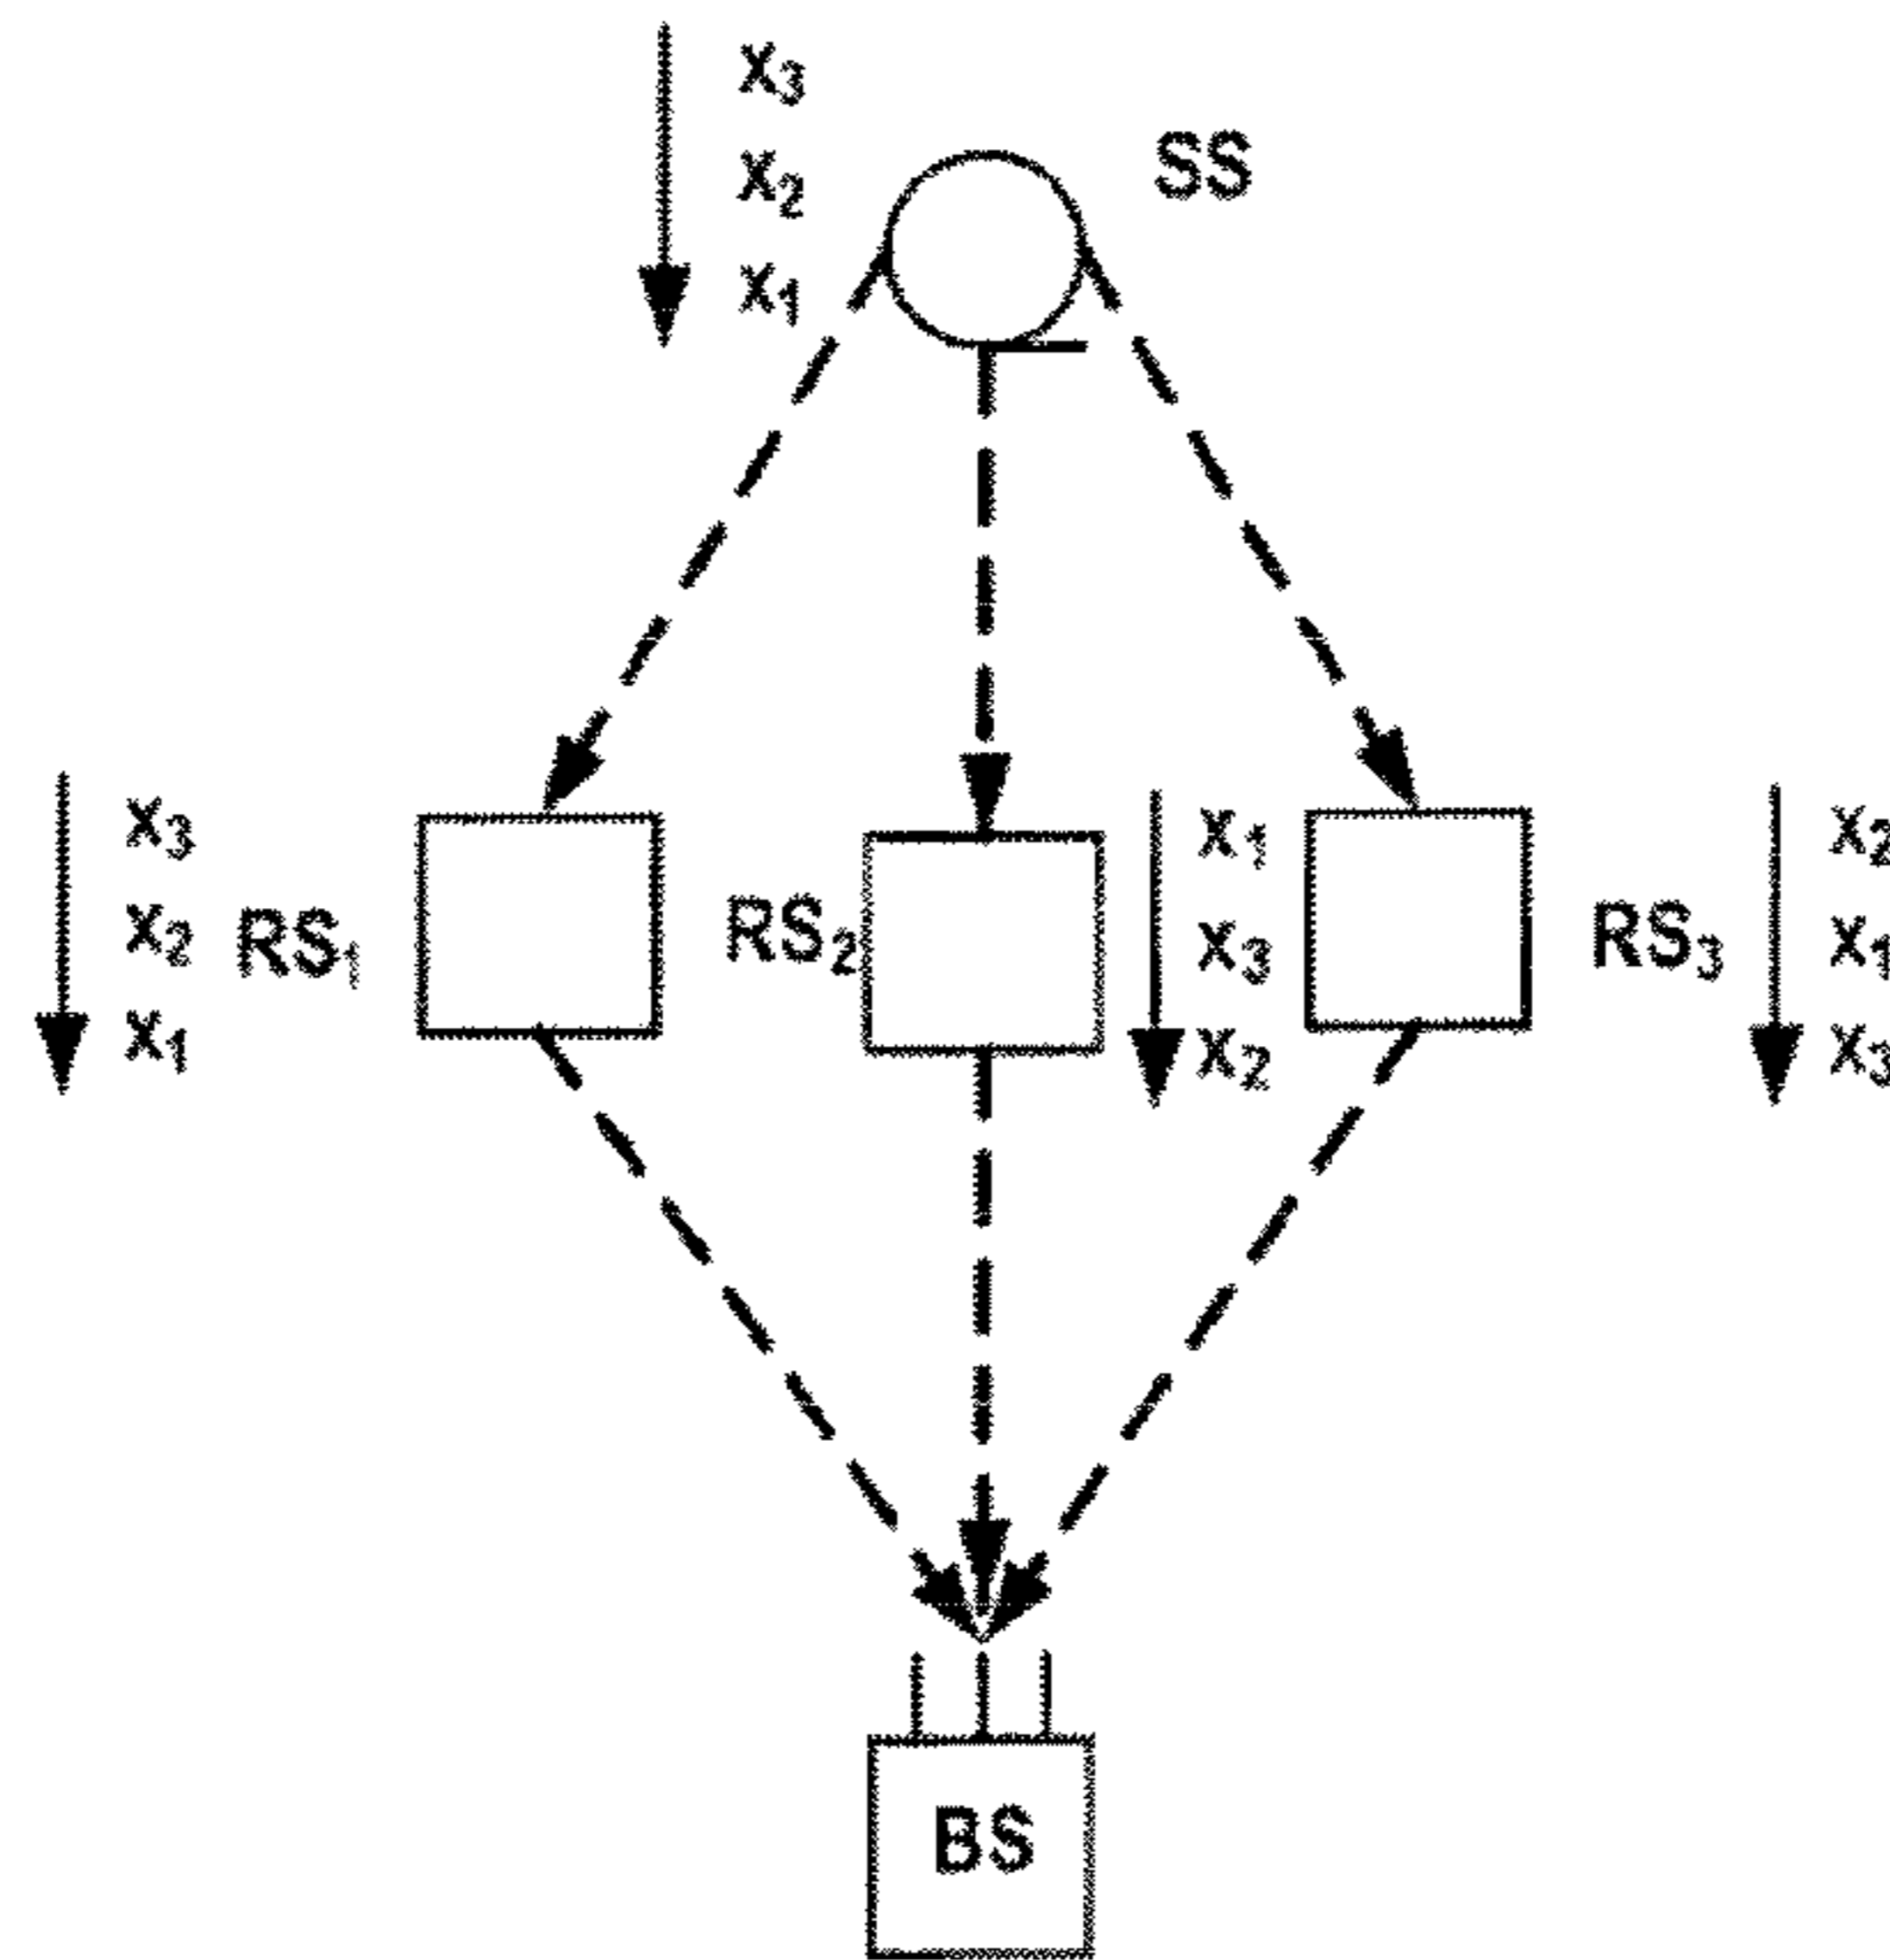 x₃
SS
x₂
x₁
x₃
x₂
x₁
RS₁
RS₂
x₁
x₃
x₂
RS₃
x₂
x₁
x₃
BS